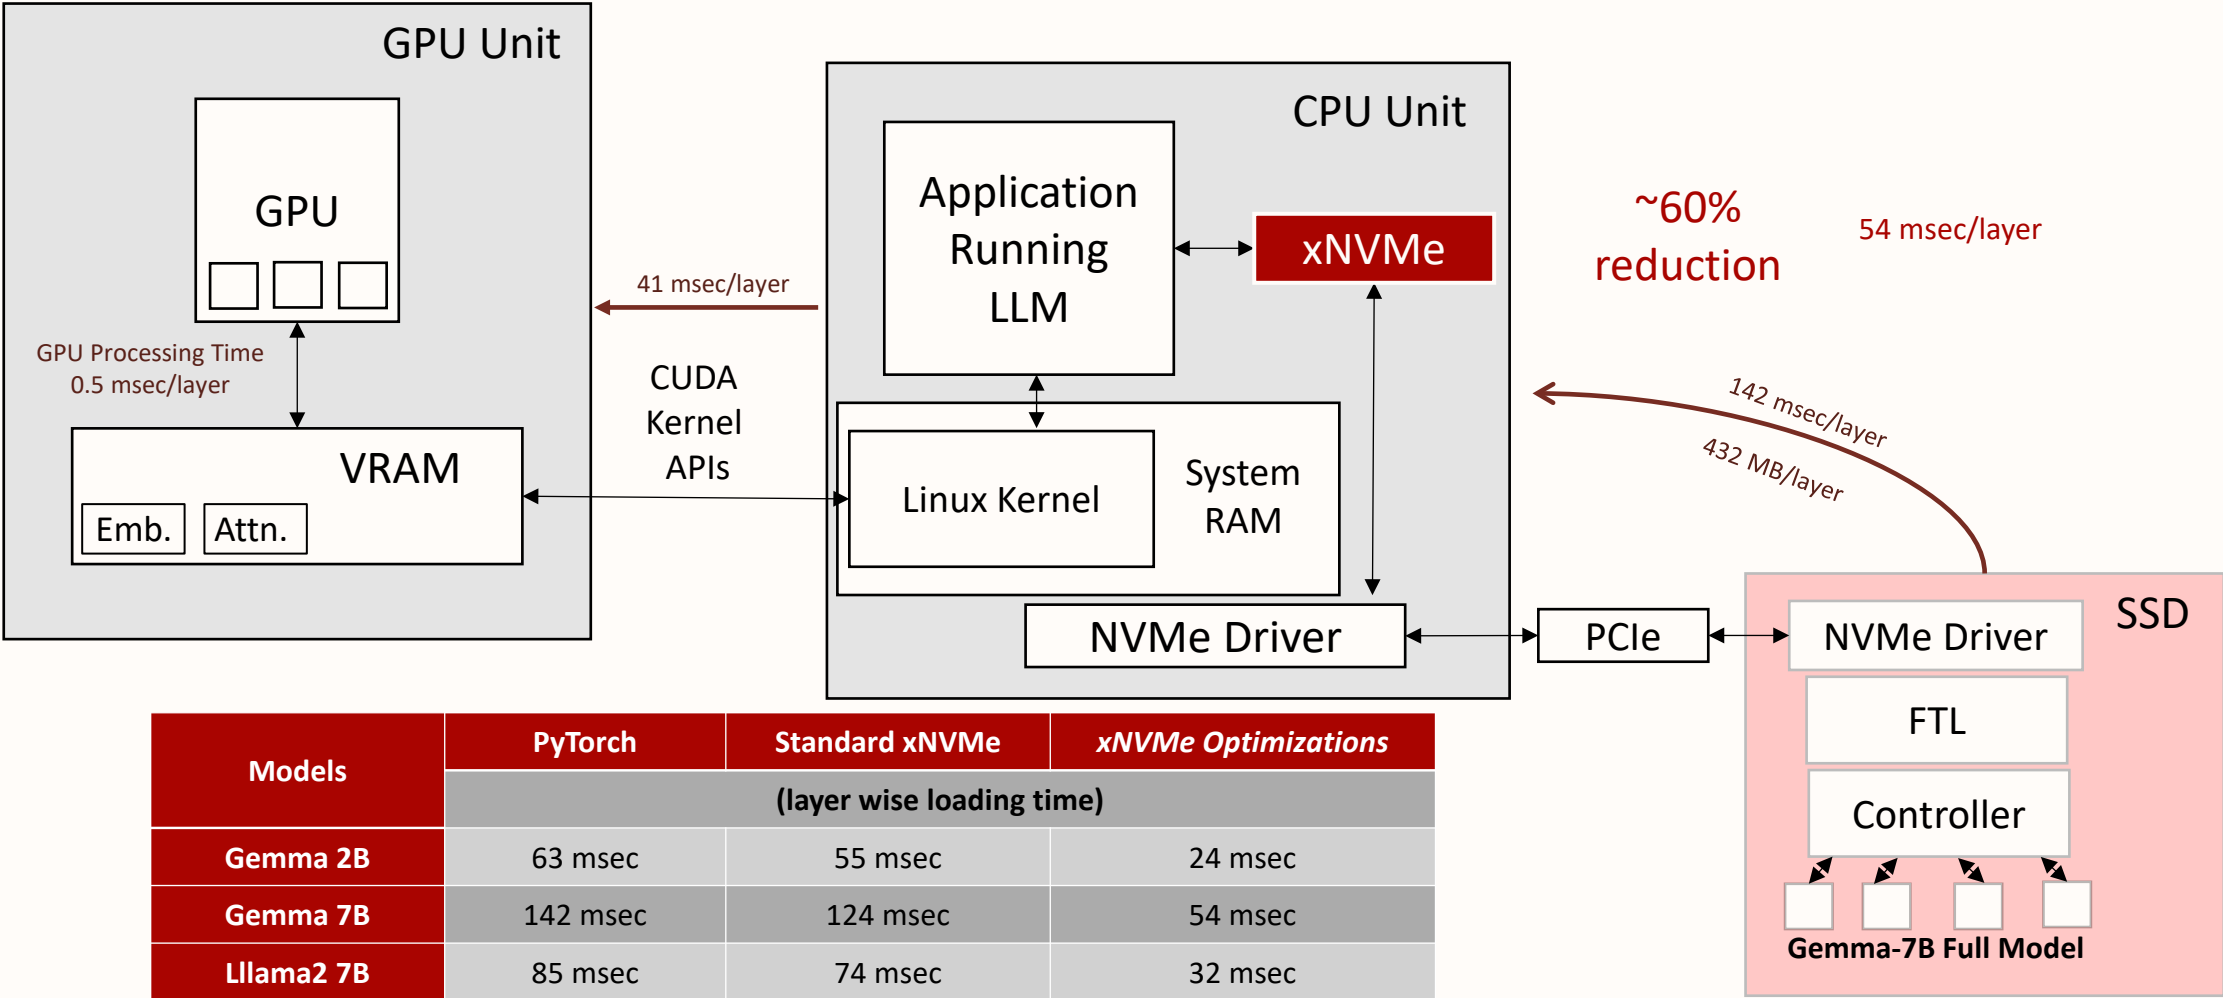 GPU Unit
GPU
GPU Processing Time
0.5 msec/layer
VRAM
Emb.
Attn.
41 msec/layer
CUDA
Kernel
APIs
CPU Unit
Application
Running
LLM
xNVMe
Linux Kernel
System
RAM
NVMe Driver
~60%
reduction
54 msec/layer
142 msec/layer
432 MB/layer
PCIe
SSD
NVMe Driver
FTL
Controller
Gemma-7B Full Model
Models PyTorch Standard xNVMe xNVMe Optimizations
(layer wise loading time)
Gemma 2B 63 msec 55 msec 24 msec
Gemma 7B 142 msec 124 msec 54 msec
Lllama2 7B 85 msec 74 msec 32 msec